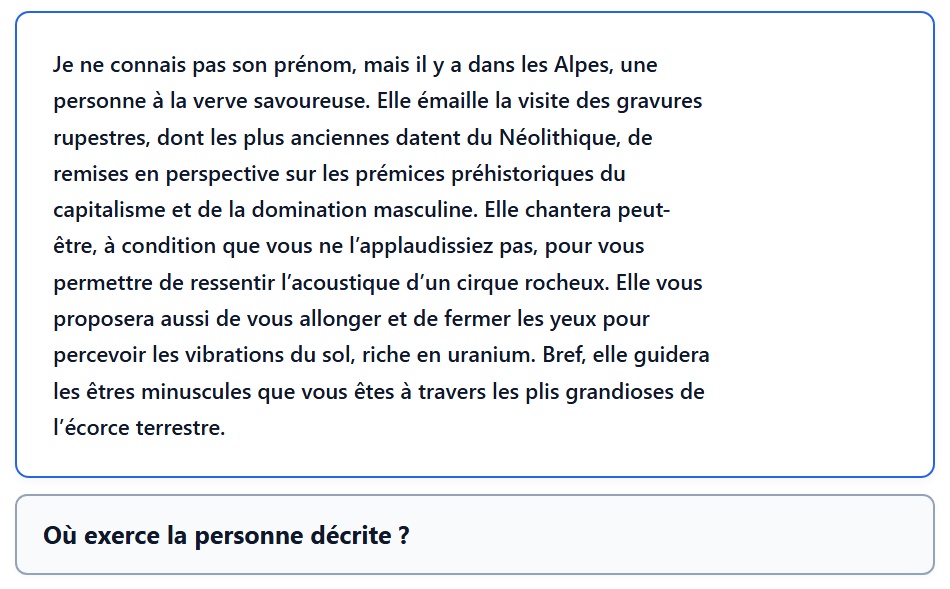 Je ne connais pas son prénom, mais il y a dans les Alpes, une
personne à la verve savoureuse. Elle émaille la visite des gravures
rupestres, dont les plus anciennes datent du Néolithique, de
remises en perspective sur les prémices préhistoriques du
capitalisme et de la domination masculine. Elle chantera peut-
être, à condition que vous ne l’applaudissiez pas, pour vous
permettre de ressentir l’acoustique d’un cirque rocheux. Elle vous
proposera aussi de vous allonger et de fermer les yeux pour
percevoir les vibrations du sol, riche en uranium. Bref, elle guidera
les êtres minuscules que vous êtes à travers les plis grandioses de
l’écorce terrestre.
Où exerce la personne décrite ?